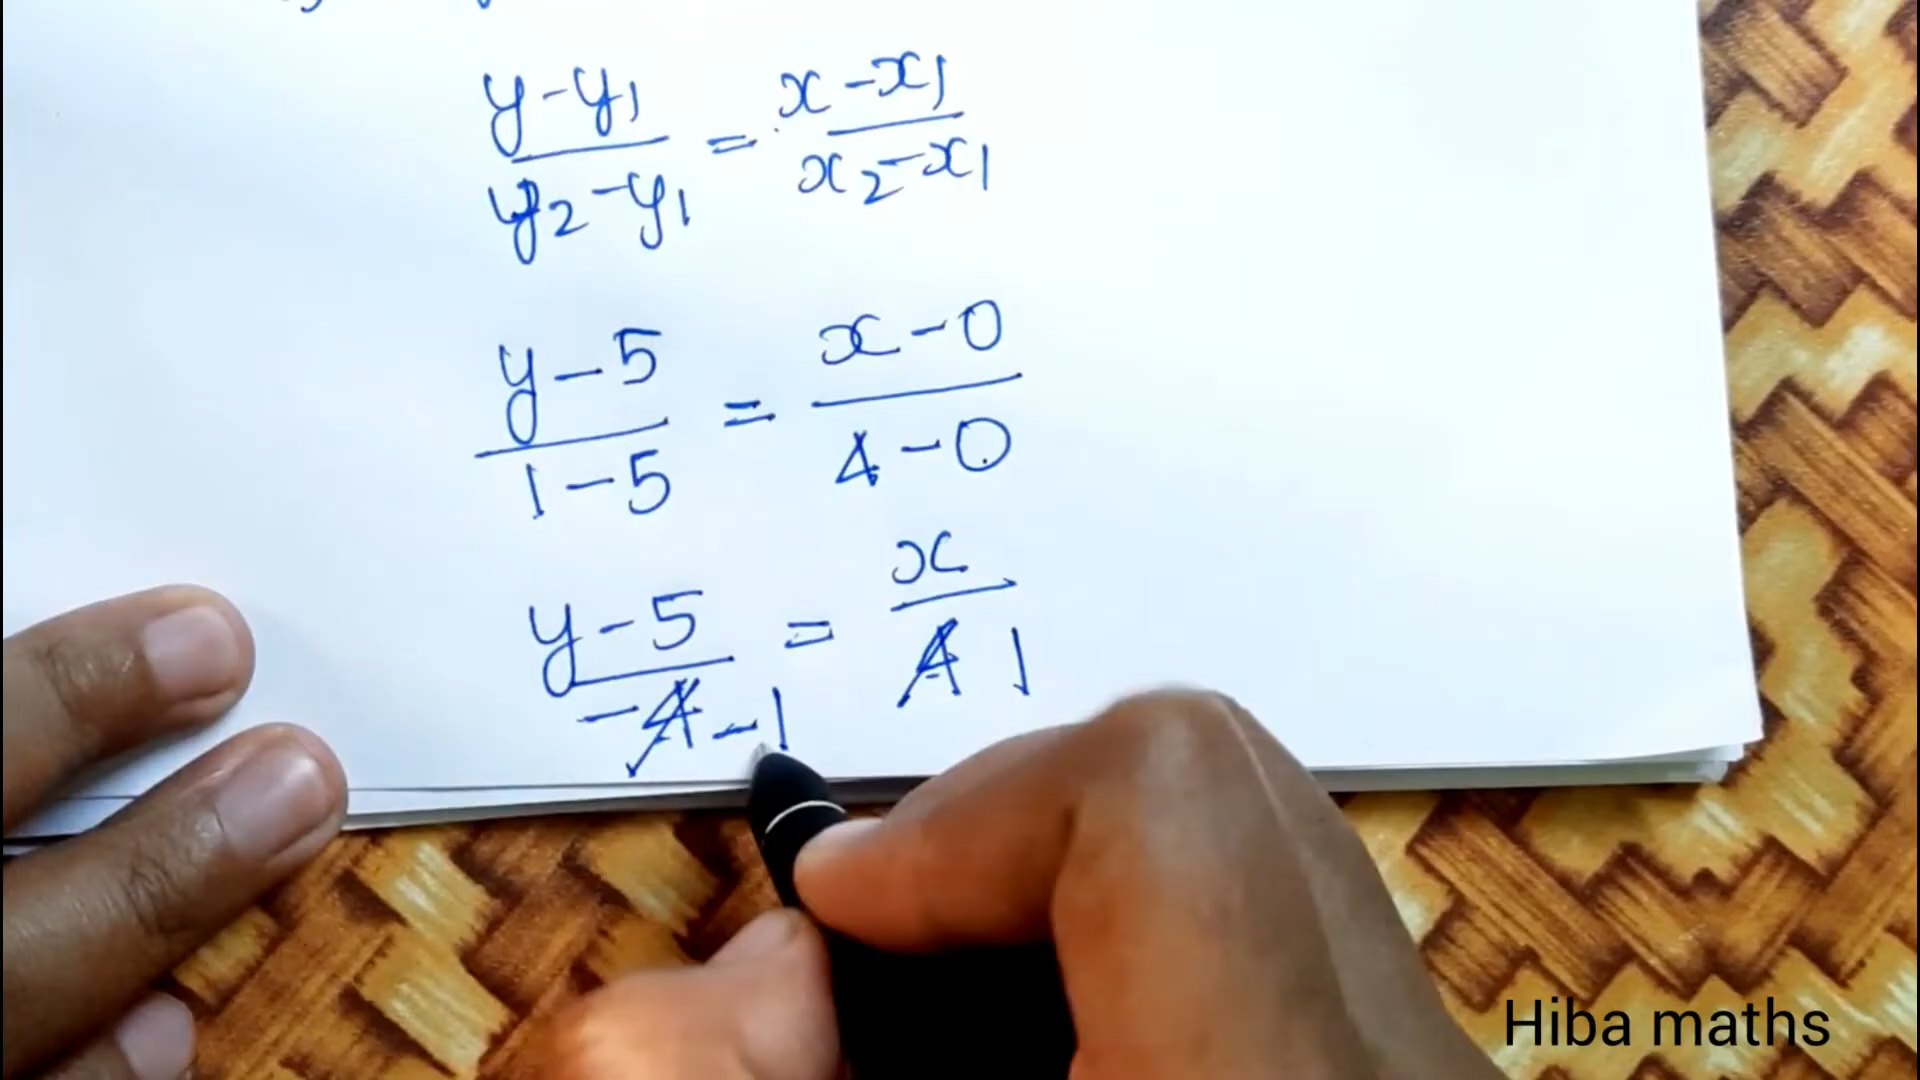 y-y1 / y2-y1 = x-x1 / x2-x1
y-5 / 1-5 = x-0 / 4-0
y-5 / -4 -1 = x / 4 1
Hiba maths